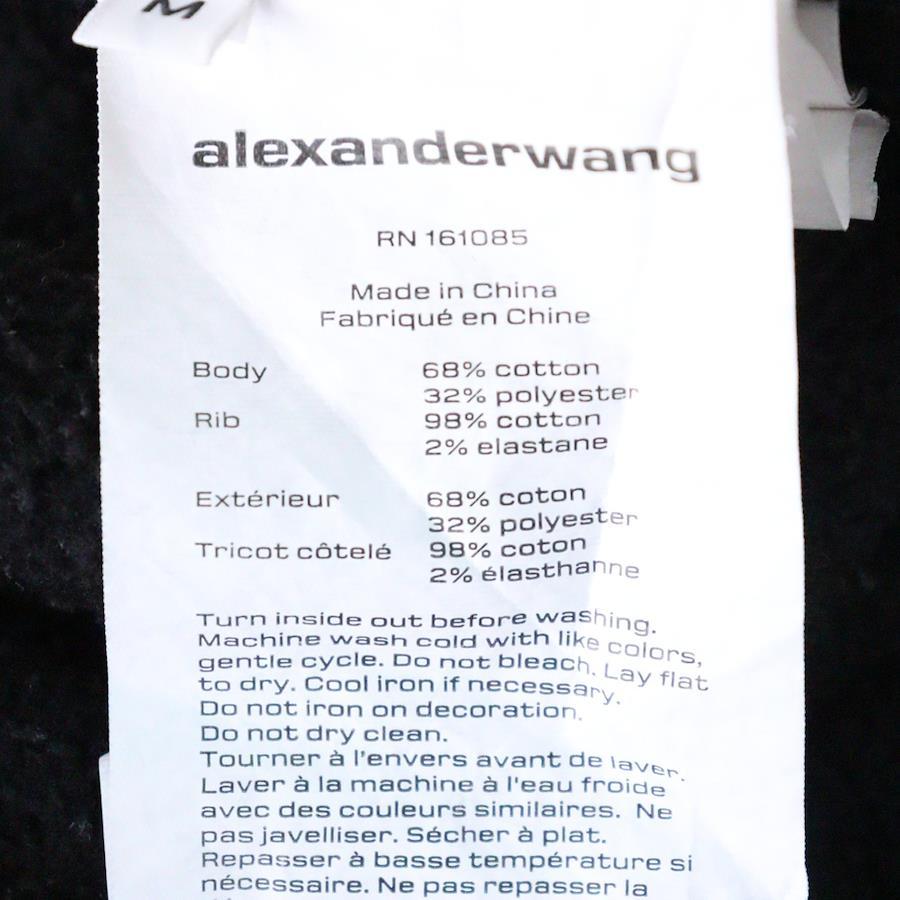 M
alexanderwang
RN 161085
Made in China
Fabriqué en Chine
Body 68% cotton
32% polyester
Rib 98% cotton
2% elastane
Extérieur 68% coton
32% polyester
Tricot côtelé 98% coton
2% élasthanne
Turn inside out before washing.
Machine wash cold with like colors,
gentle cycle. Do not bleach. Lay flat
to dry. Cool iron if necessary.
Do not iron on decoration.
Do not dry clean.
Tourner à l'envers avant de laver.
Laver à la machine à l'eau froide
avec des couleurs similaires. Ne
pas javelliser. Sécher à plat.
Repasser à basse température si
nécessaire. Ne pas repasser la